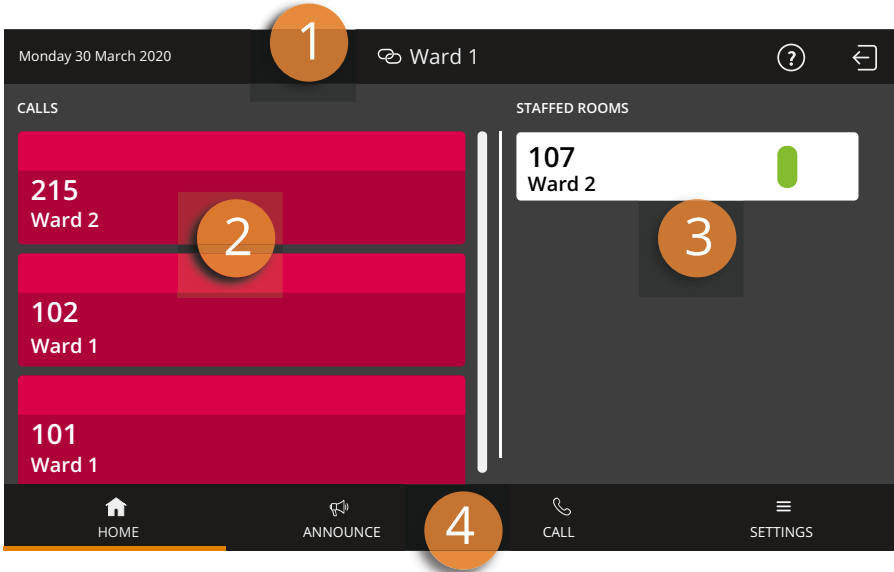 1
Monday 30 March 2020
Ward 1
?
CALLS
215
Ward 2
2
102
Ward 1
101
Ward 1
STAFFED ROOMS
107
Ward 2
3
HOME
ANNOUNCE
4
CALL
SETTINGS